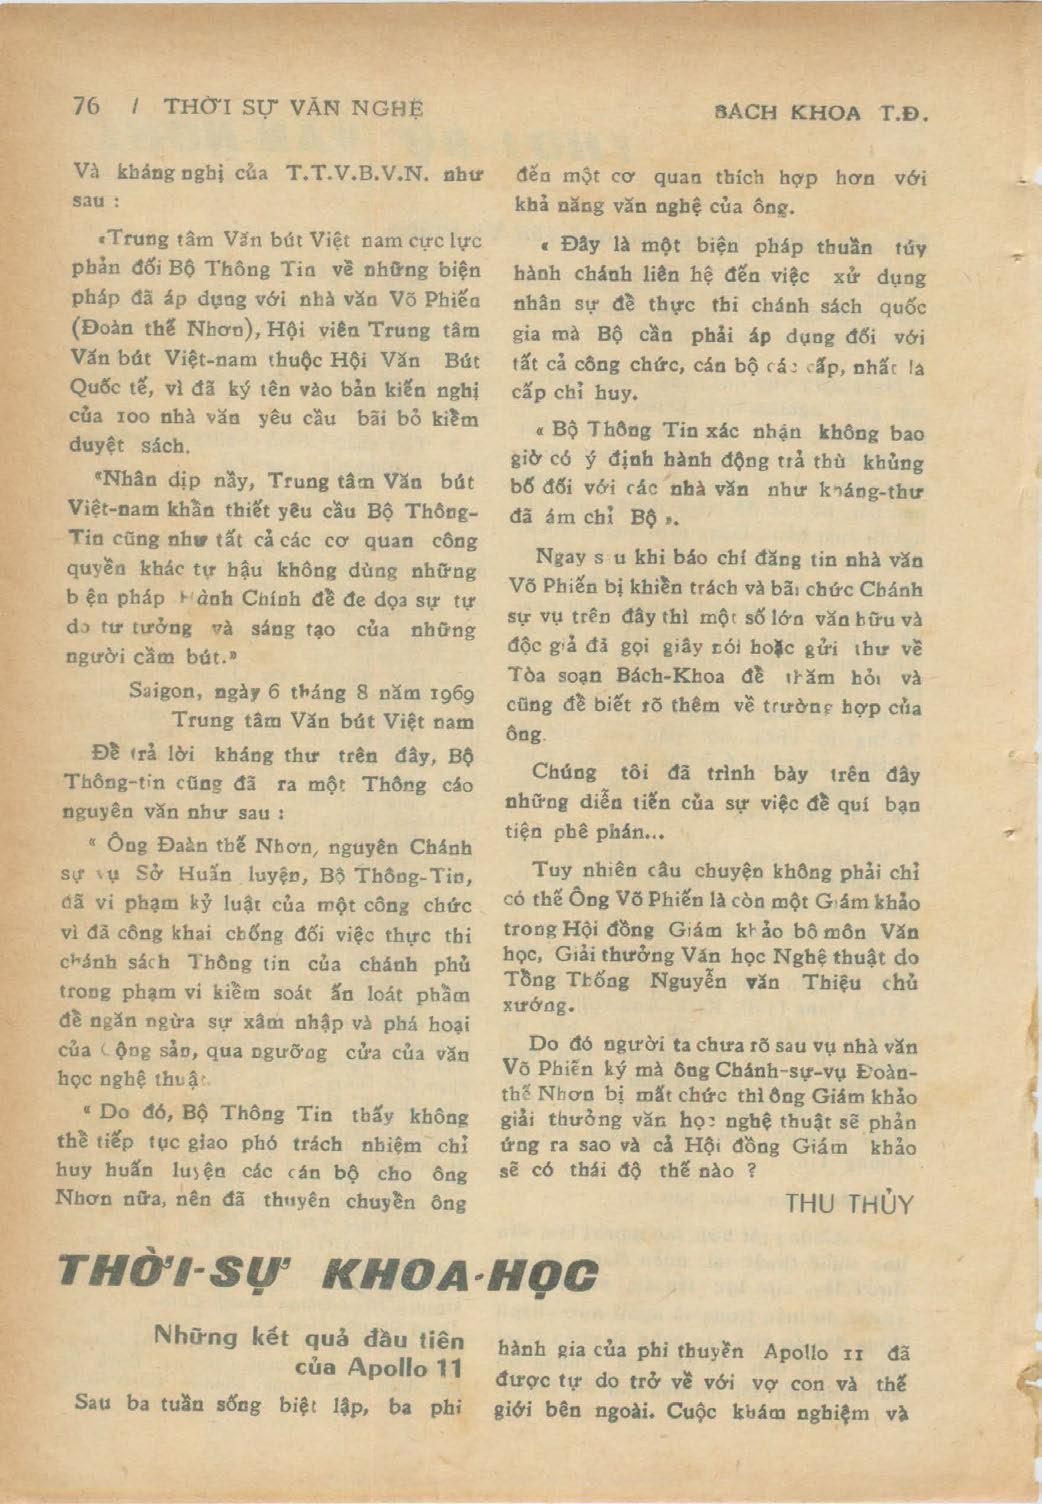 76 / THỜI SỰ VĂN NGHỆ
BÁCH KHOA T.Đ.
Và kháng nghị của T.T.V.B.V.N. như
sau :
«Trung tâm Văn bút Việt nam cực lực
phản đối Bộ Thông Tin về những biện
pháp đã áp dụng với nhà văn Võ Phiến
(Đoàn thế Nhơn), Hội viên Trung tâm
Văn bút Việt-nam thuộc Hội Văn Bút
Quốc tế, vì đã ký tên vào bản kiến nghị
của 100 nhà văn yêu cầu bãi bỏ kiểm
duyệt sách.
«Nhân dịp nầy, Trung tâm Văn bút
Việt-nam khẩn thiết yêu cầu Bộ Thông-
Tin cũng như tất cả các cơ quan công
quyền khác tự hậu không dùng những
biện pháp Hành Chính để đe dọa sự tự
do tư tưởng và sáng tạo của những
người cầm bút.»
Saigon, ngày 6 tháng 8 năm 1969
Trung tâm Văn bút Việt nam
Để trả lời kháng thư trên đây, Bộ
Thông-tin cũng đã ra một Thông cáo
nguyên văn như sau :
« Ông Đaàn thế Nhơn, nguyên Chánh
sự vụ Sở Huấn luyện, Bộ Thông-Tin,
đã vi phạm kỷ luật của một công chức
vì đã công khai chống đối việc thực thi
chánh sách Thông tin của chánh phủ
trong phạm vi kiểm soát ấn loát phẩm
để ngăn ngừa sự xâm nhập và phá hoại
của Cộng sản, qua ngưỡng cửa của văn
học nghệ thuật.
« Do đó, Bộ Thông Tin thấy không
thể tiếp tục giao phó trách nhiệm chỉ
huy huấn luyện các cán bộ cho ông
Nhơn nữa, nên đã thuyên chuyển ông
đến một cơ quan thích hợp hơn với
khả năng văn nghệ của ông.
« Đây là một biện pháp thuần túy
hành chánh liên hệ đến việc xử dụng
nhân sự để thực thi chánh sách quốc
gia mà Bộ cần phải áp dụng đối với
tất cả công chức, cán bộ các cấp, nhất là
cấp chỉ huy.
« Bộ Thông Tin xác nhận không bao
giờ có ý định hành động trả thù khủng
bố đối với các nhà văn như kháng-thư
đã ám chỉ Bộ ».
Ngay sau khi báo chí đăng tin nhà văn
Võ Phiến bị khiển trách và bãi chức Chánh
sự vụ trên đây thì một số lớn văn hữu và
độc giả đã gọi giây nói hoặc gửi thư về
Tòa soạn Bách-Khoa để thăm hỏi và
cũng để biết rõ thêm về trường hợp của
ông.
Chúng tôi đã trình bày trên đây
những diễn tiến của sự việc để quí bạn
tiện phê phán...
Tuy nhiên câu chuyện không phải chỉ
có thế Ông Võ Phiến là còn một Giám khảo
trong Hội đồng Giám khảo bộ môn Văn
học, Giải thưởng Văn học Nghệ thuật do
Tổng Thống Nguyễn văn Thiệu chủ
xướng.
Do đó người ta chưa rõ sau vụ nhà văn
Võ Phiến ký mà ông Chánh-sự-vụ Đoàn-
thế Nhơn bị mất chức thì ông Giám khảo
giải thưởng văn học nghệ thuật sẽ phản
ứng ra sao và cả Hội đồng Giám khảo
sẽ có thái độ thế nào ?
THU THỦY
THỜI-SỰ KHOA-HỌC
Những kết quả đầu tiên
của Apollo 11
Sau ba tuần sống biệt lập, ba phi
hành gia của phi thuyền Apollo 11 đã
được tự do trở về với vợ con và thế
giới bên ngoài. Cuộc khám nghiệm và